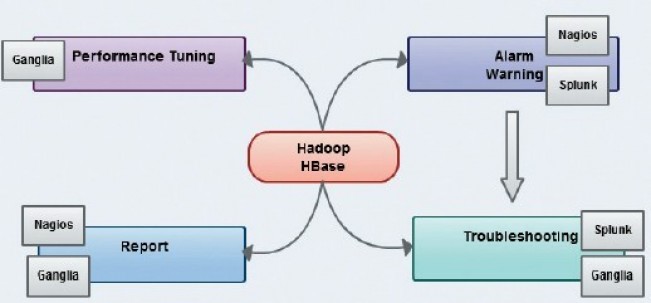 Ganglia
Performance Tuning
Nagios
Alarm
Warning
Splunk
Hadoop
HBase
Nagios
Report
Ganglia
Troubleshooting
Splunk
Ganglia